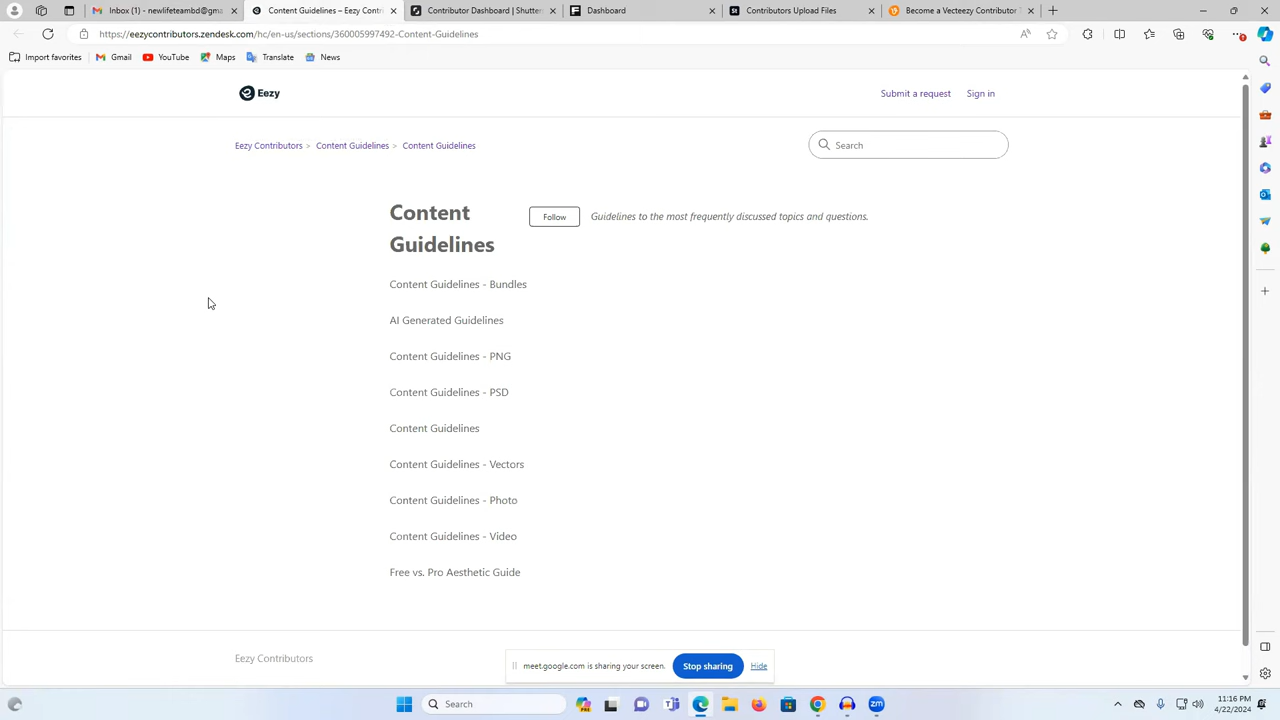 Inbox (1) - newlifeteambd@gma
Content Guidelines – Eezy Contri
Contributor Dashboard | Shutters
Dashboard
Contributors Upload Files
Become a Vecteezy Contributor
https://eezycontributors.zendesk.com/hc/en-us/sections/360005997492-Content-Guidelines
Import favorites
Gmail
YouTube
Maps
Translate
News
Eezy
Submit a request
Sign in
Eezy Contributors > Content Guidelines > Content Guidelines
Search
Content
Guidelines
Follow
Guidelines to the most frequently discussed topics and questions.
Content Guidelines - Bundles
AI Generated Guidelines
Content Guidelines - PNG
Content Guidelines - PSD
Content Guidelines
Content Guidelines - Vectors
Content Guidelines - Photo
Content Guidelines - Video
Free vs. Pro Aesthetic Guide
Eezy Contributors
meet.google.com is sharing your screen.
Stop sharing
Hide
Search
11:16 PM
4/22/2024